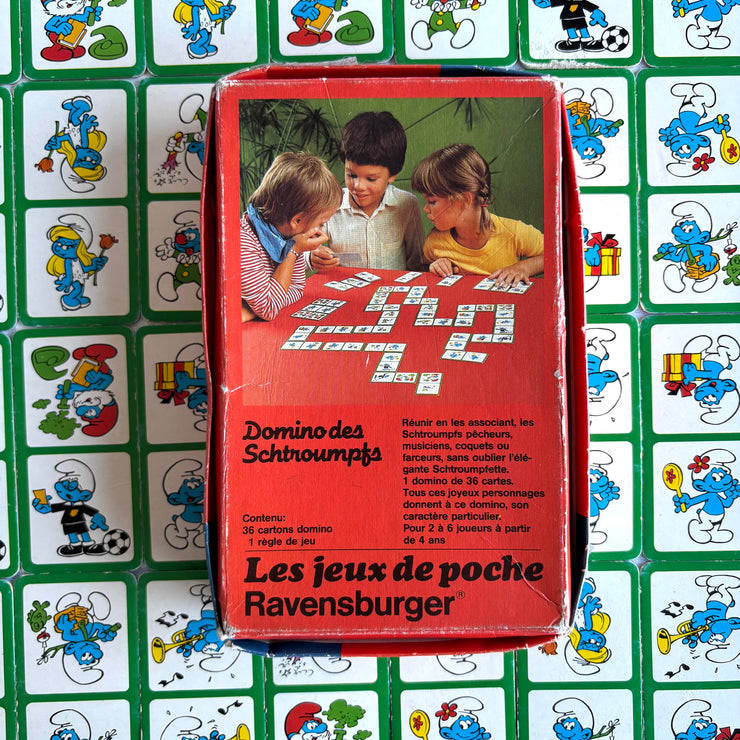 Domino des
Schtroumpfs
Réunir en les associant, les
Schtroumpfs pêcheurs,
musiciens, coquets ou
farceurs, sans oublier l'élé-
gante Schtroumpfette.
1 domino de 36 cartes.
Tous ces joyeux personnages
donnent à ce domino, son
caractère particulier.
Pour 2 à 6 joueurs à partir
de 4 ans
Contenu:
36 cartons domino
1 règle de jeu
Les jeux de poche
Ravensburger®